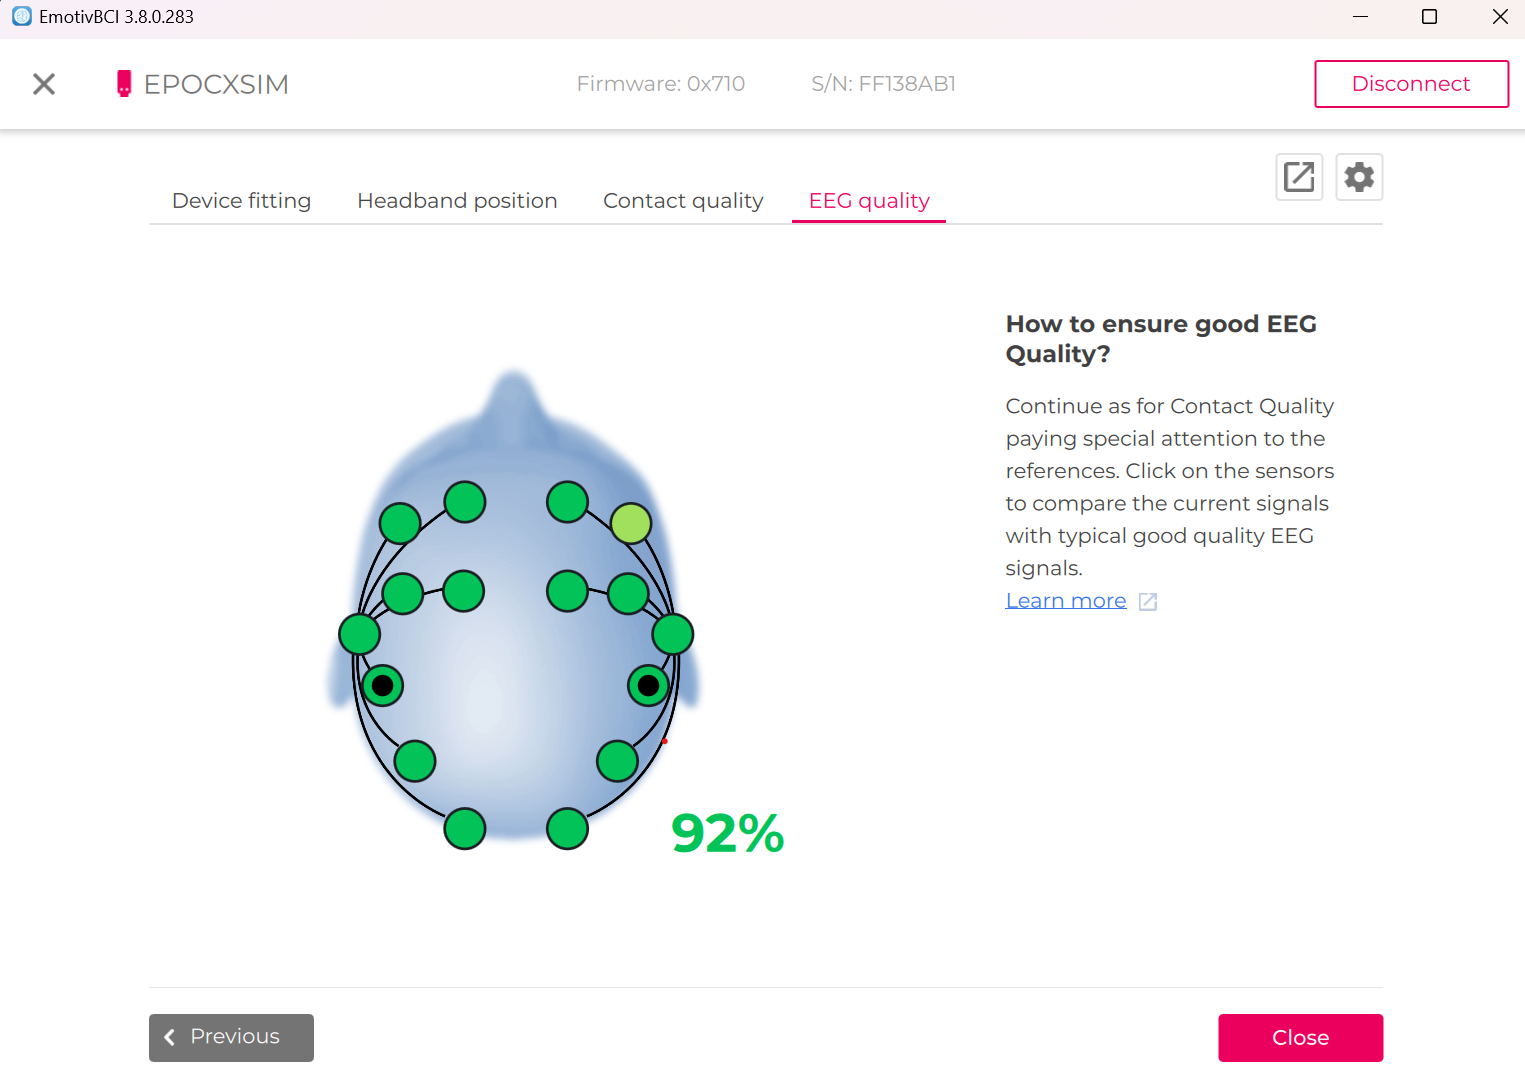 EmotivBCI 3.8.0.283
EPOCXSIM
Firmware: 0x710
S/N: FF138AB1
Disconnect
Device fitting
Headband position
Contact quality
EEG quality
How to ensure good EEG
Quality?
Continue as for Contact Quality
paying special attention to the
references. Click on the sensors
to compare the current signals
with typical good quality EEG
signals.
Learn more
92%
Previous
Close